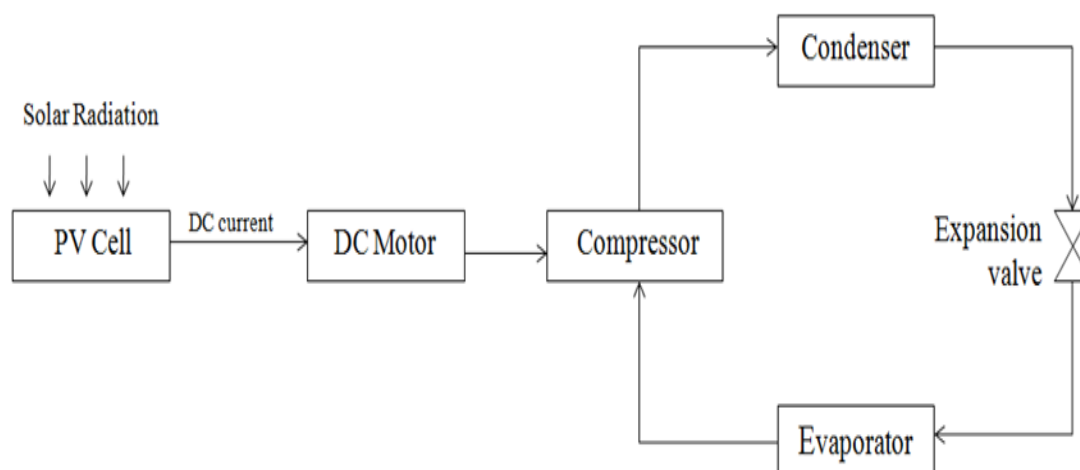 Condenser
Solar Radiation
PV Cell
DC current
DC Motor
Compressor
Expansion
valve
Evaporator